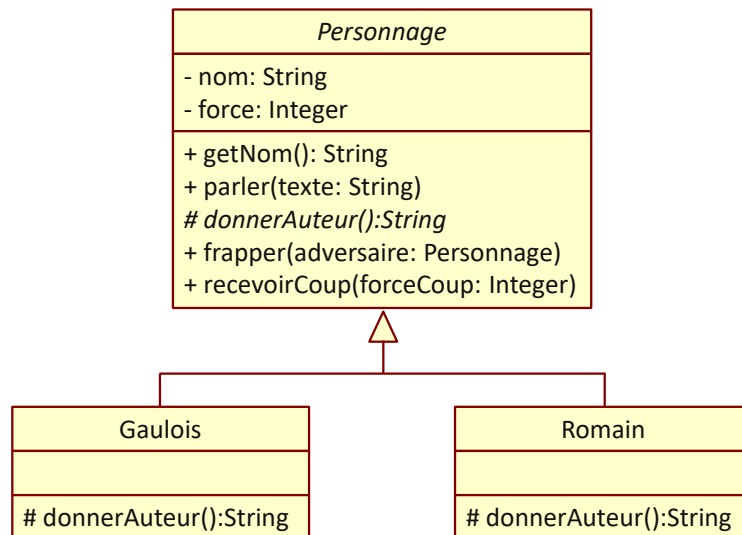 Personnage
- nom: String
- force: Integer
+ getNom(): String
+ parler(texte: String)
# donnerAuteur():String
+ frapper(adversaire: Personnage)
+ recevoirCoup(forceCoup: Integer)
Gaulois
# donnerAuteur():String
Romain
# donnerAuteur():String